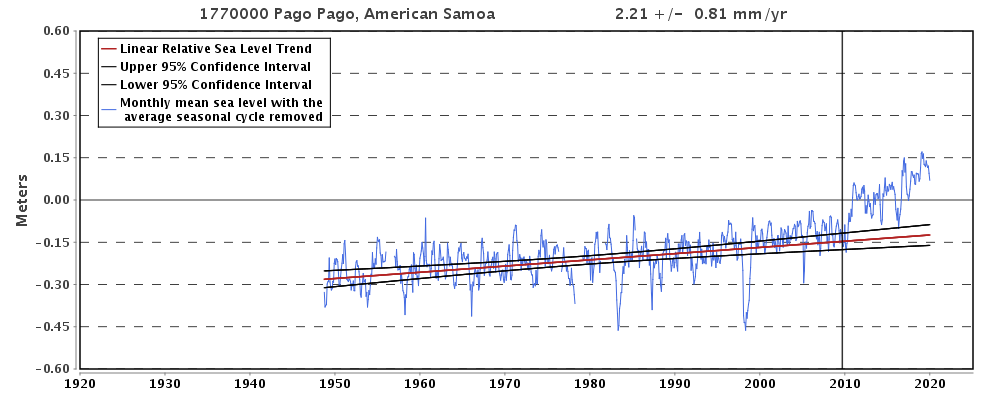 1770000 Pago Pago, American Samoa 2.21 +/- 0.81 mm/yr
0.60
Linear Relative Sea Level Trend
Upper 95% Confidence Interval
Lower 95% Confidence Interval
Monthly mean sea level with the
average seasonal cycle removed
0.45
0.30
0.15
0.00
Meters
-0.15
-0.30
-0.45
-0.60
1920 1930 1940 1950 1960 1970 1980 1990 2000 2010 2020